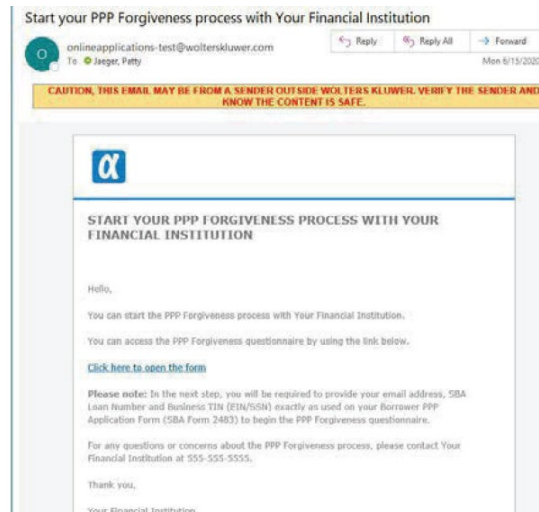 Start your PPP Forgiveness process with Your Financial Institution
O
onlineapplications-test@wolterskluwer.com
To Jaeger, Patty
Reply
Reply All
Forward
Mon 6/15/2020
CAUTION, THIS EMAIL MAY BE FROM A SENDER OUTSIDE WOLTERS KLUWER. VERIFY THE SENDER AND
KNOW THE CONTENT IS SAFE.
α
START YOUR PPP FORGIVENESS PROCESS WITH YOUR
FINANCIAL INSTITUTION
Hello,
You can start the PPP Forgiveness process with Your Financial Institution.
You can access the PPP Forgiveness questionnaire by using the link below.
Click here to open the form
Please note: In the next step, you will be required to provide your email address, SBA
Loan Number and Business TIN (EIN/SSN) exactly as used on your Borrower PPP
Application Form (SBA Form 2483) to begin the PPP Forgiveness questionnaire.
For any questions or concerns about the PPP Forgiveness process, please contact Your
Financial Institution at 555-555-5555.
Thank you,
Your Financial Institution